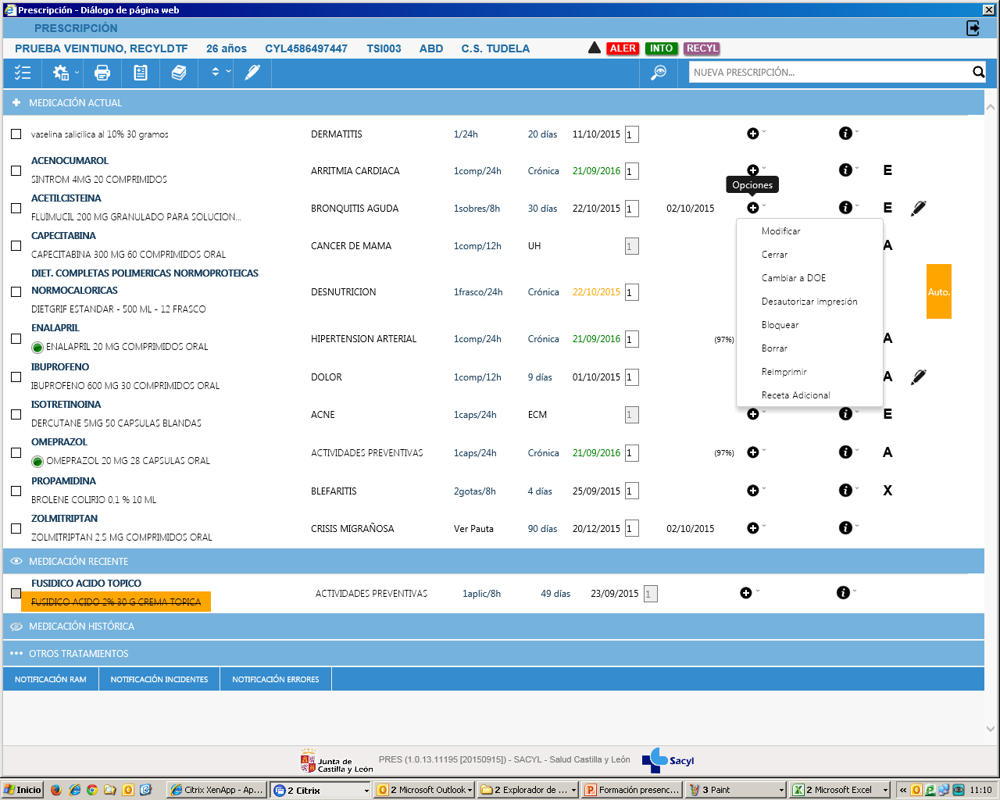 Prescripción - Diálogo de página web
PRESCRIPCIÓN
PRUEBA VEINTIUNO, RECYLDTF 26 años CYL4586497447 TSI003 ABD C.S. TUDELA ALER INTO RECYL
NUEVA PRESCRIPCIÓN...
MEDICACIÓN ACTUAL
vaselina salicilica al 10% 30 gramos DERMATITIS 1/24h 20 días 11/10/2015 1
ACENOCUMAROL
SINTROM 4MG 20 COMPRIMIDOS ARRITMIA CARDIACA 1comp/24h Crónica 21/09/2016 1 E
Opciones
ACETILCISTEINA
FLUIMUCIL 200 MG GRANULADO PARA SOLUCION... BRONQUITIS AGUDA 1sobres/8h 30 días 22/10/2015 1 02/10/2015 E
Modificar
Cerrar
Cambiar a DOE
Desautorizar impresión
Bloquear
Borrar
Reimprimir
Receta Adicional
CAPECITABINA
CAPECITABINA 300 MG 60 COMPRIMIDOS ORAL CANCER DE MAMA 1comp/12h UH 1 A
DIET. COMPLETAS POLIMERICAS NORMOPROTEICAS
NORMOCALORICAS DESNUTRICION 1frasco/24h Crónica 22/10/2015 1 Auto.
DIETGRIF ESTANDAR - 500 ML - 12 FRASCO
ENALAPRIL
ENALAPRIL 20 MG COMPRIMIDOS ORAL HIPERTENSION ARTERIAL 1comp/24h Crónica 21/09/2016 1 (97%) A
IBUPROFENO
IBUPROFENO 600 MG 30 COMPRIMIDOS ORAL DOLOR 1comp/12h 9 días 01/10/2015 1 A
ISOTRETINOINA
DERCUTANE 5MG 50 CAPSULAS BLANDAS ACNE 1caps/24h ECM 1 E
OMEPRAZOL
OMEPRAZOL 20 MG 28 CAPSULAS ORAL ACTIVIDADES PREVENTIVAS 1caps/24h Crónica 21/09/2016 1 (97%) A
PROPAMIDINA
BROLENE COLIRIO 0,1 % 10 ML BLEFARITIS 2gotas/8h 4 días 25/09/2015 1 X
ZOLMITRIPTAN
ZOLMITRIPTAN 2.5 MG COMPRIMIDOS ORAL CRISIS MIGRAÑOSA Ver Pauta 90 días 20/12/2015 1 02/10/2015
MEDICACIÓN RECIENTE
FUSIDICO ACIDO TOPICO
FUSIDICO ACIDO 2% 30 G CREMA TOPICA ACTIVIDADES PREVENTIVAS 1aplic/8h 49 días 23/09/2015 1
MEDICACIÓN HISTÓRICA
OTROS TRATAMIENTOS
NOTIFICACIÓN RAM NOTIFICACIÓN INCIDENTES NOTIFICACIÓN ERRORES
Junta de
Castilla y León
PRES (1.0.13.11195 [20150915]) - SACYL - Salud Castilla y León
Sacyl
Inicio Citrix XenApp - Ap... 2 Citrix 2 Microsoft Outlook 2 Explorador de ... Formación presenc... 3 Paint 2 Microsoft Excel 11:10